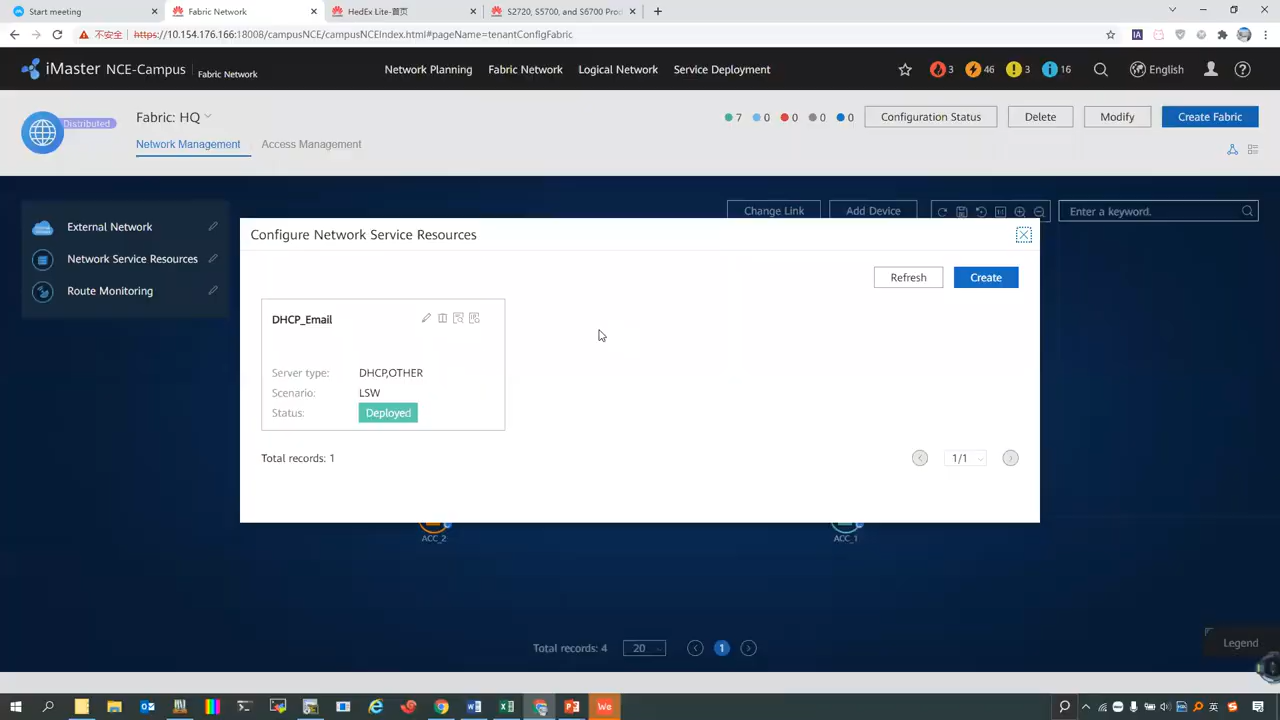 Start meeting
Fabric Network
HedEx Lite-首页
S2720, S5700, and S6700 Prod
不安全
https://10.154.176.166:18008/campusNCE/campusNCEIndex.html#pageName=tenantConfigFabric
iMaster NCE-Campus
Fabric Network
Network Planning
Fabric Network
Logical Network
Service Deployment
3
46
3
16
English
Distributed
Fabric: HQ
7
0
0
0
0
Configuration Status
Delete
Modify
Create Fabric
Network Management
Access Management
External Network
Network Service Resources
Route Monitoring
Change Link
Add Device
Enter a keyword.
Configure Network Service Resources
Refresh
Create
DHCP_Email
Server type: DHCP,OTHER
Scenario: LSW
Status: Deployed
Total records: 1
1/1
ACC_2
ACC_1
Total records: 4
20
1
Legend
We
英